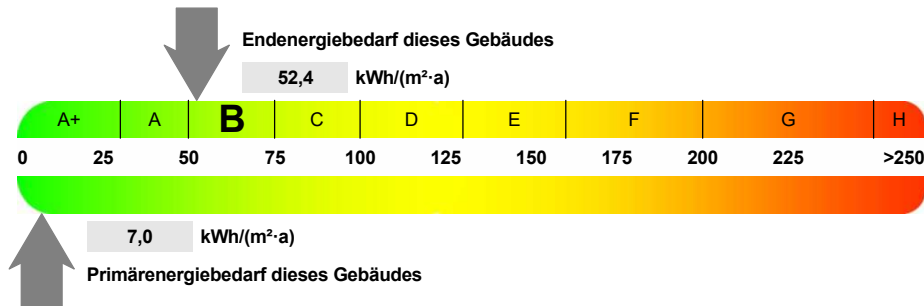 Endenergiebedarf dieses Gebäudes
52,4 kWh/(m²·a)
A+ A B C D E F G H
0 25 50 75 100 125 150 175 200 225 >250
7,0 kWh/(m²·a)
Primärenergiebedarf dieses Gebäudes